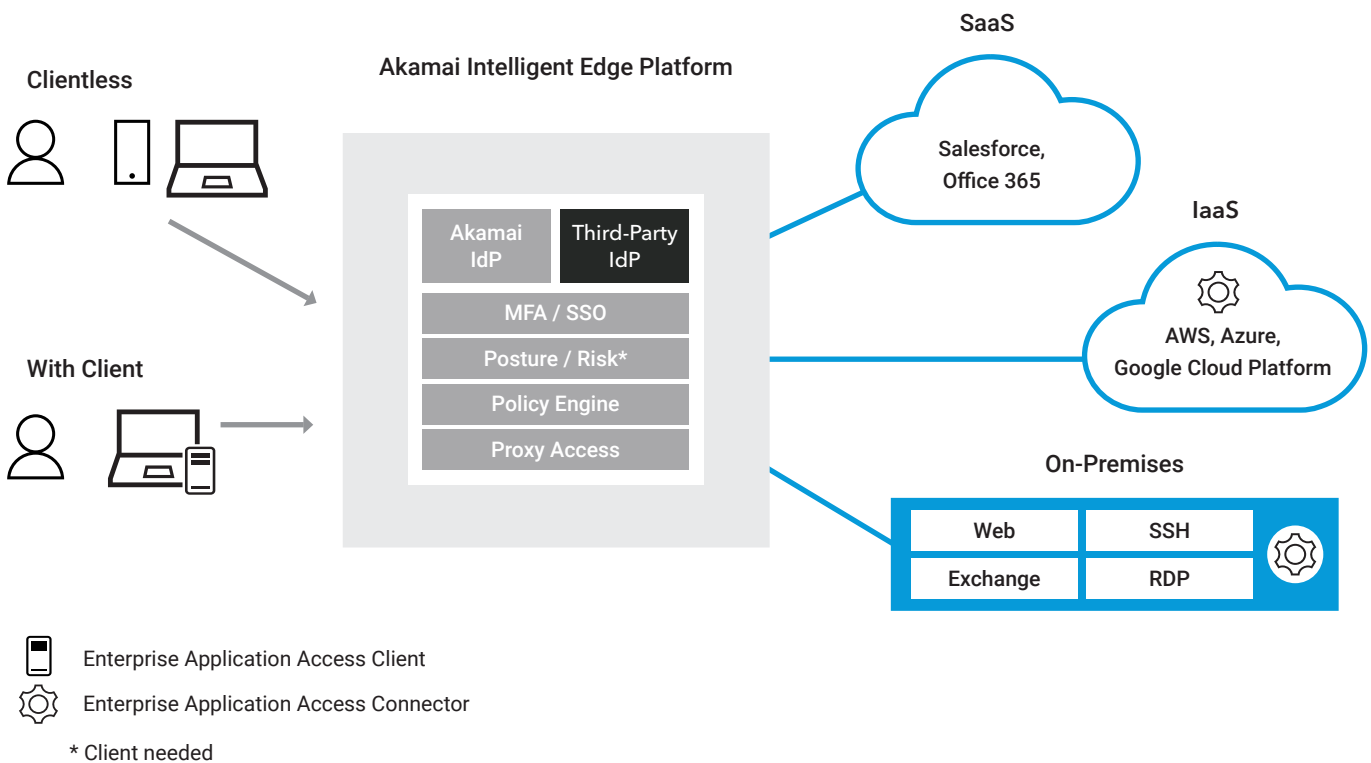 SaaS
Akamai Intelligent Edge Platform
Clientless
Salesforce,
Office 365
IaaS
Akamai
IdP
Third-Party
IdP
MFA / SSO
Posture / Risk*
Policy Engine
Proxy Access
AWS, Azure,
Google Cloud Platform
With Client
On-Premises
Web
SSH
Exchange
RDP
Enterprise Application Access Client
Enterprise Application Access Connector
* Client needed